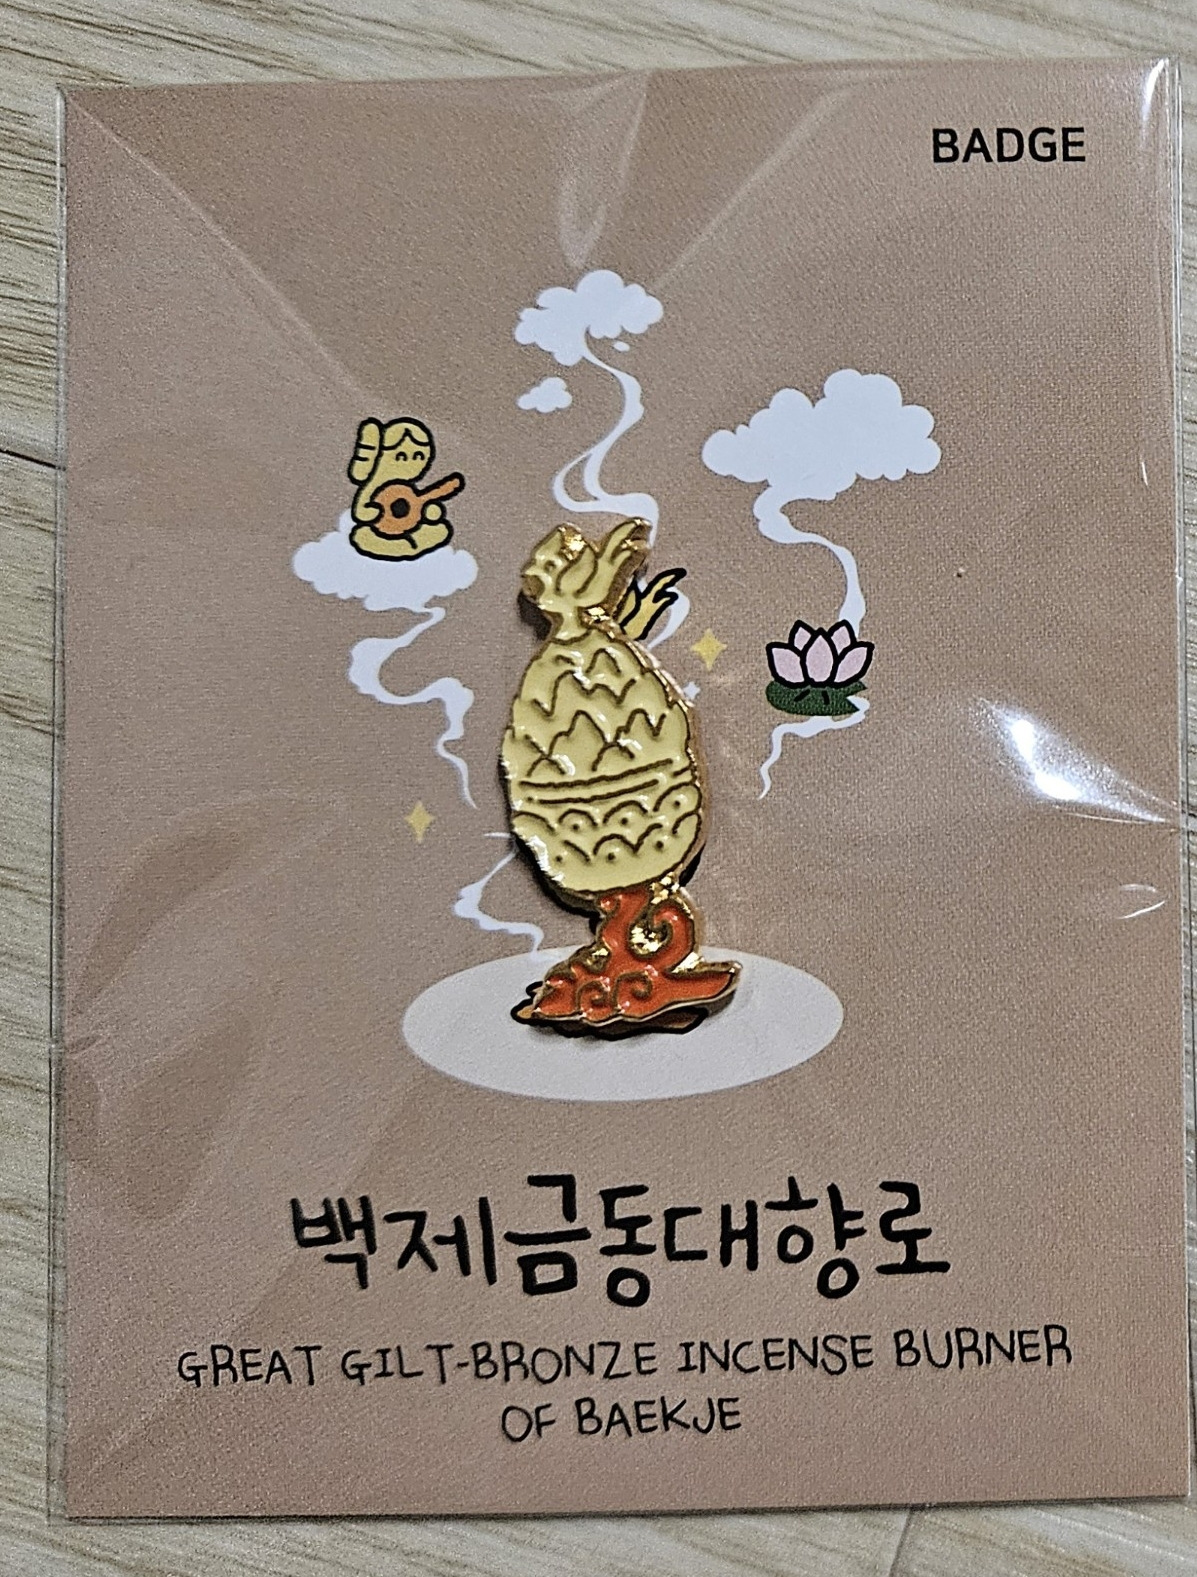 BADGE
백제금동대향로
GREAT GILT-BRONZE INCENSE BURNER
OF BAEKJE